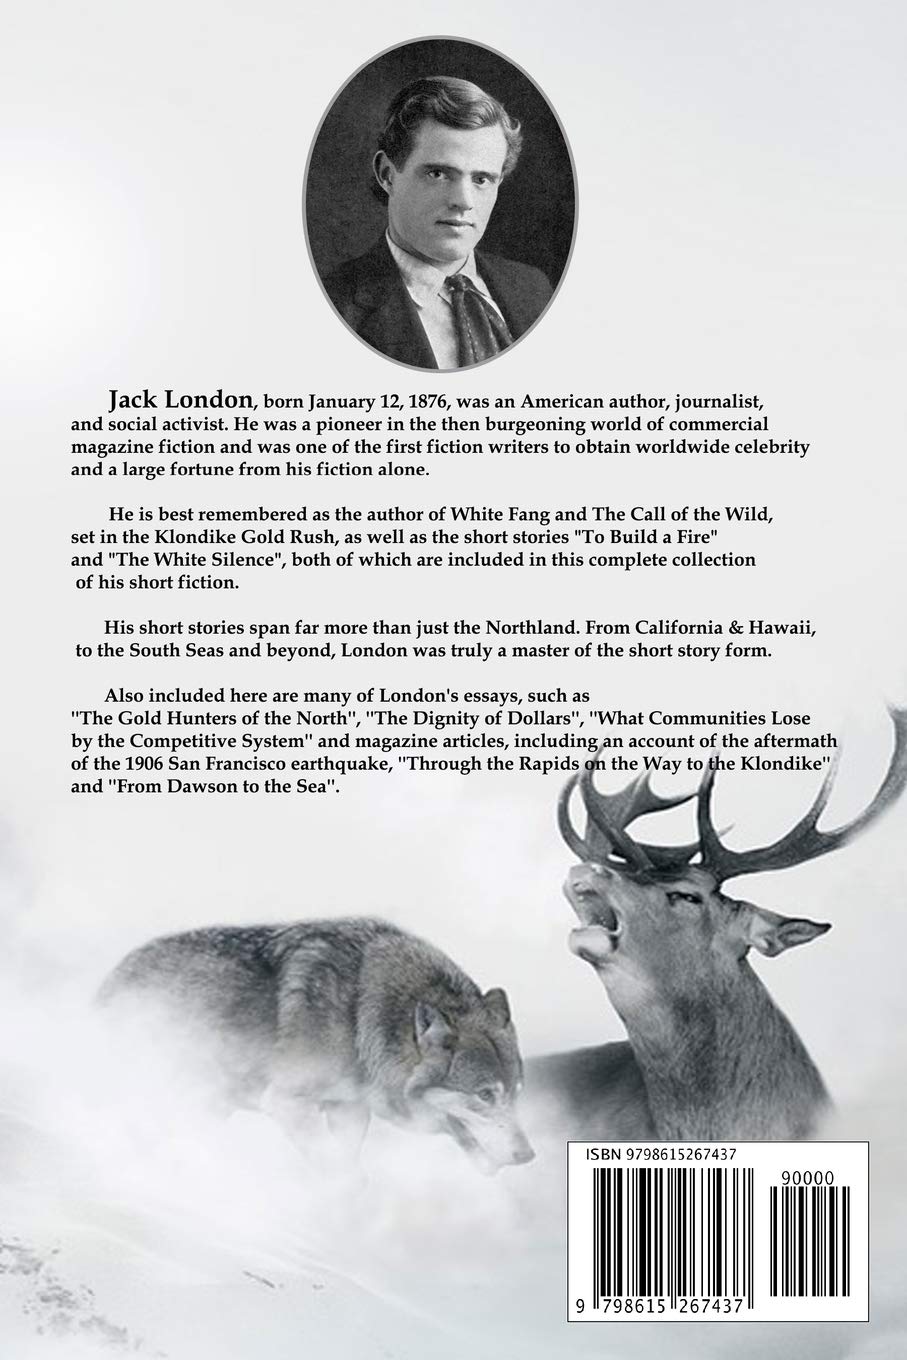 Jack London, born January 12, 1876, was an American author, journalist,
and social activist. He was a pioneer in the then burgeoning world of commercial
magazine fiction and was one of the first fiction writers to obtain worldwide celebrity
and a large fortune from his fiction alone.
He is best remembered as the author of White Fang and The Call of the Wild,
set in the Klondike Gold Rush, as well as the short stories "To Build a Fire"
and "The White Silence", both of which are included in this complete collection
of his short fiction.
His short stories span far more than just the Northland. From California & Hawaii,
to the South Seas and beyond, London was truly a master of the short story form.
Also included here are many of London's essays, such as
"The Gold Hunters of the North", "The Dignity of Dollars", "What Communities Lose
by the Competitive System" and magazine articles, including an account of the aftermath
of the 1906 San Francisco earthquake, "Through the Rapids on the Way to the Klondike"
and "From Dawson to the Sea".
ISBN 9798615267437
90000
9 798615 267437